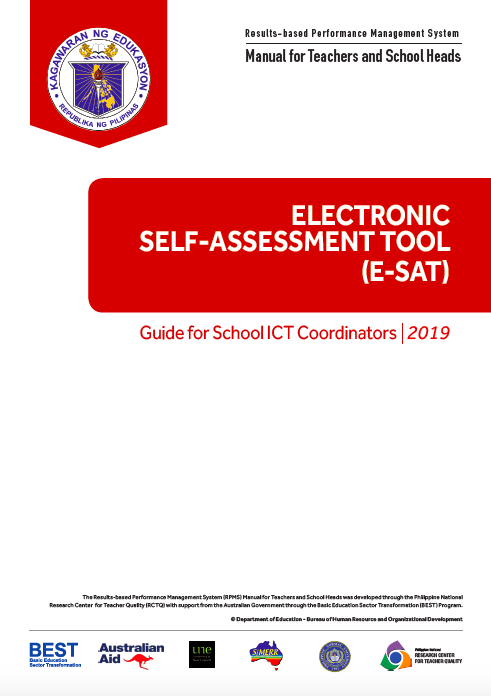 Results-based Performance Management System
Manual for Teachers and School Heads
KAGAWARAN NG EDUKASYON
REPUBLIKA NG PILIPINAS
ELECTRONIC
SELF-ASSESSMENT TOOL
(E-SAT)
Guide for School ICT Coordinators | 2019
The Results-based Performance Management System (RPMS) Manual for Teachers and School Heads was developed through the Philippine National
Research Center for Teacher Quality (RCTQ) with support from the Australian Government through the Basic Education Sector Transformation (BEST) Program.
© Department of Education - Bureau of Human Resource and Organizational Development
BEST
Basic Education
Sector Transformation
Australian
Aid
une
SiMERR
Philippine National
RESEARCH CENTER
FOR TEACHER QUALITY